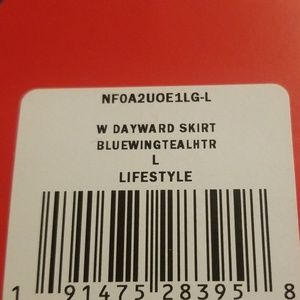 NF0A2UOE1LG-L
W DAYWARD SKIRT
BLUEWINGTEALHTR
L
LIFESTYLE
1 91475 28395 8